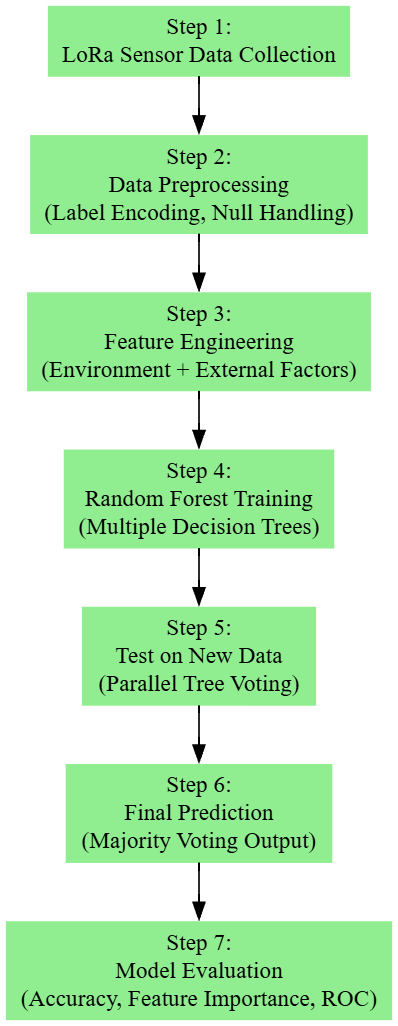 Step 1:
LoRa Sensor Data Collection
Step 2:
Data Preprocessing
(Label Encoding, Null Handling)
Step 3:
Feature Engineering
(Environment + External Factors)
Step 4:
Random Forest Training
(Multiple Decision Trees)
Step 5:
Test on New Data
(Parallel Tree Voting)
Step 6:
Final Prediction
(Majority Voting Output)
Step 7:
Model Evaluation
(Accuracy, Feature Importance, ROC)